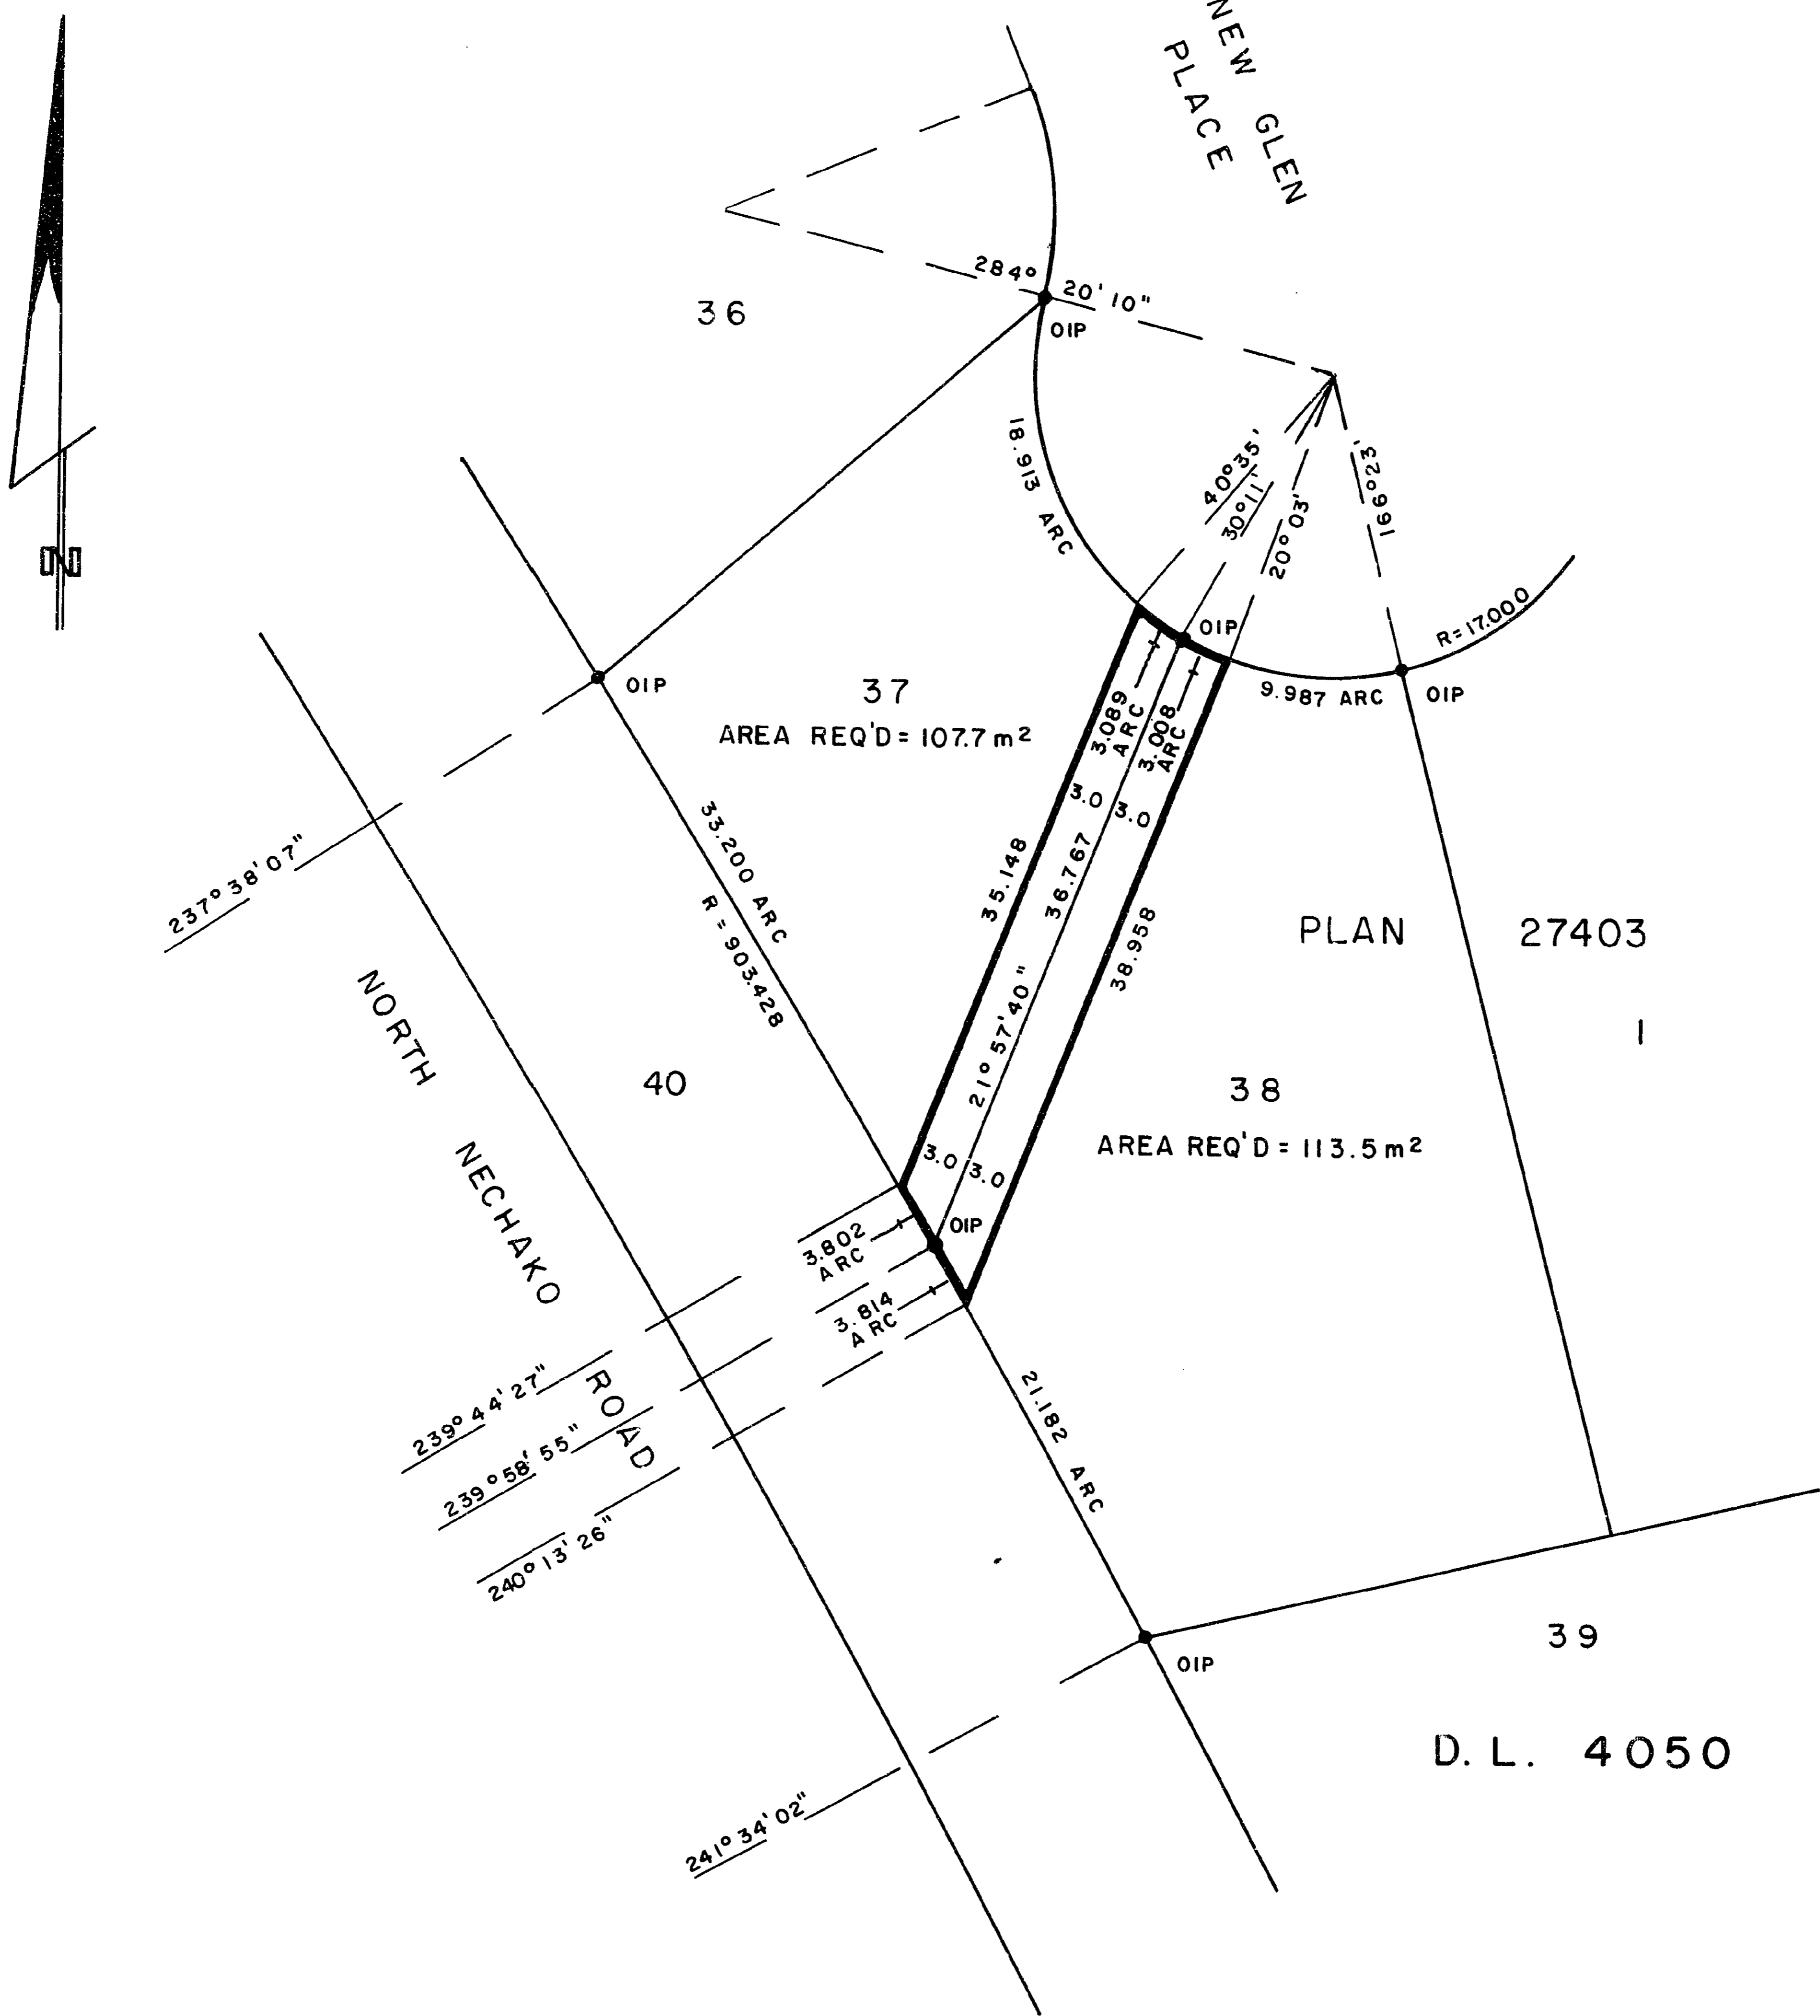 NEW GLEN
PLACE
284° 20' 10"
36
OIP
18.913 ARC
40°35'
30°11'
20°03'
166°23'
N
OIP
R=17.000
OIP
37
9.987 ARC
OIP
AREA REQ'D = 107.7 m²
3.089
ARC
3.008
ARC
3.0
3.0
33.200 ARC
R = 903.428
35.148
36.767
38.958
237° 38' 07"
PLAN 27403
NORTH NECHAKO ROAD
21° 57' 40"
1
40
38
AREA REQ'D = 113.5 m²
3.0
3.0
OIP
3.802
ARC
3.814
ARC
239° 44' 27"
239° 58' 55"
240° 13' 26"
21.182 ARC
39
OIP
D. L. 4050
241° 34' 02"